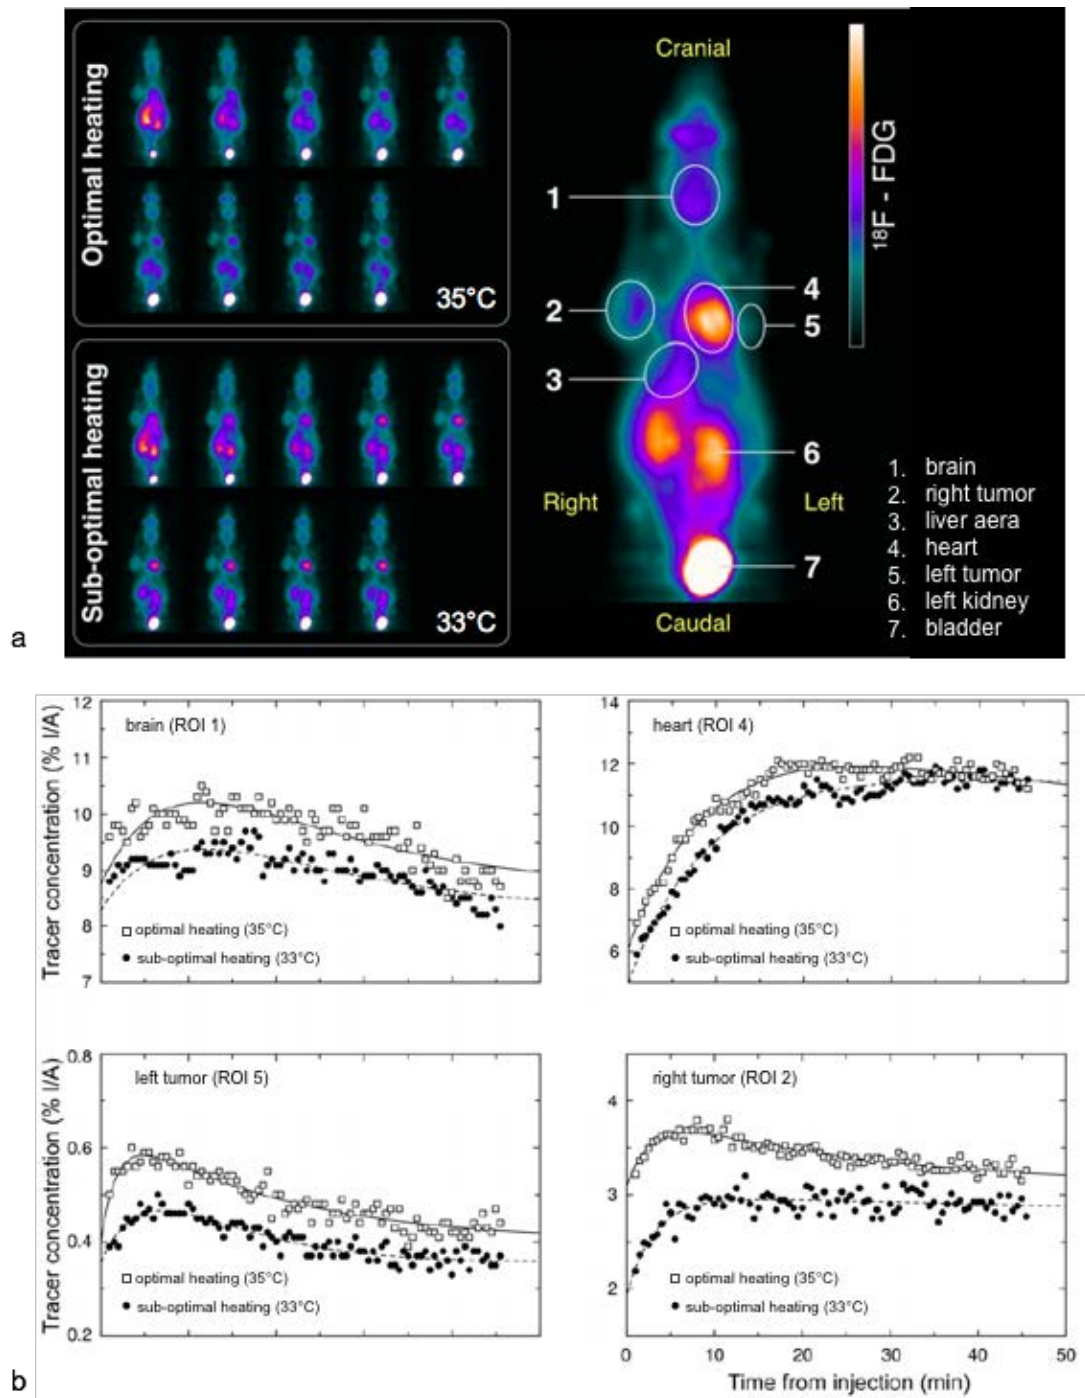 Optimal heating
35°C
Sub-optimal heating
33°C
Cranial
18F - FDG
1
2
3
4
5
6
7
Right
Left
Caudal
1. brain
2. right tumor
3. liver aera
4. heart
5. left tumor
6. left kidney
7. bladder
a
Tracer concentration (% I/A)
12
11
10
9
8
7
brain (ROI 1)
optimal heating (35°C)
sub-optimal heating (33°C)
14
12
10
8
6
heart (ROI 4)
optimal heating (35°C)
sub-optimal heating (33°C)
Tracer concentration (% I/A)
0.8
0.6
0.4
0.2
left tumor (ROI 5)
optimal heating (35°C)
sub-optimal heating (33°C)
4
3
2
right tumor (ROI 2)
optimal heating (35°C)
sub-optimal heating (33°C)
0 10 20 30 40 50
Time from injection (min)
b